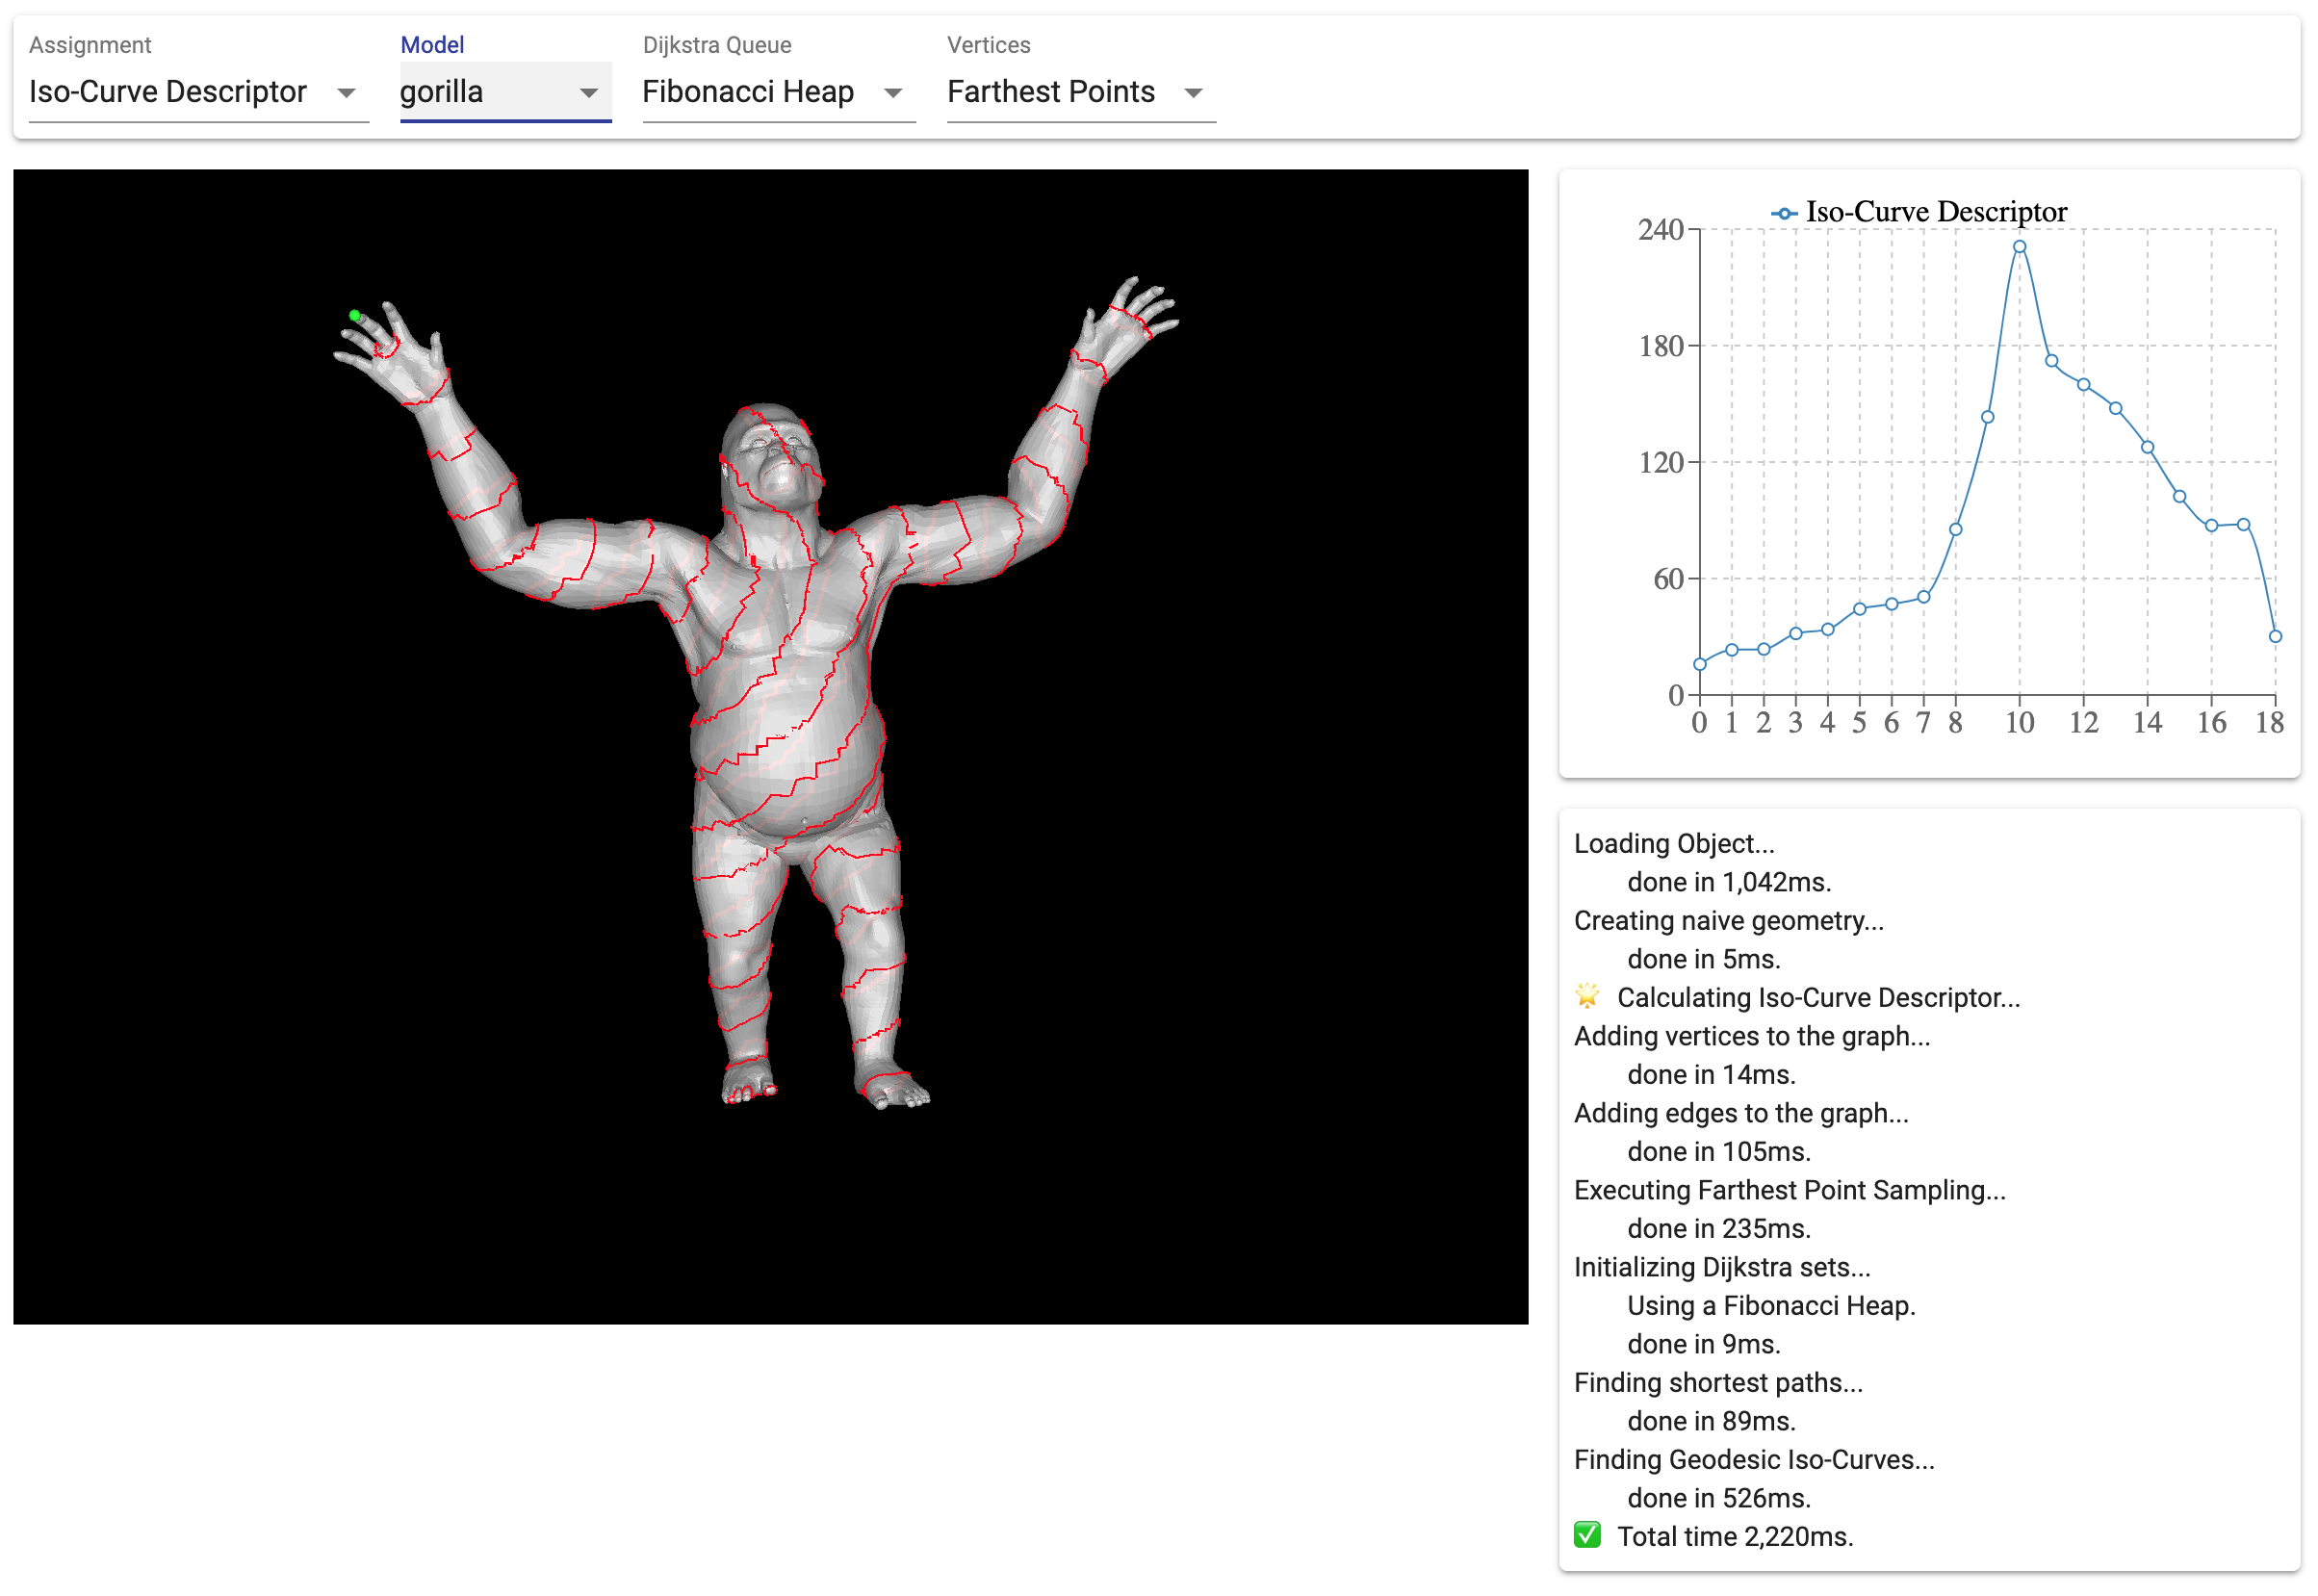 Assignment
Model
Dijkstra Queue
Vertices
Iso-Curve Descriptor
gorilla
Fibonacci Heap
Farthest Points
Iso-Curve Descriptor
240
180
120
60
0
0 1 2 3 4 5 6 7 8 10 12 14 16 18
Loading Object...
done in 1,042ms.
Creating naive geometry...
done in 5ms.
🌟 Calculating Iso-Curve Descriptor...
Adding vertices to the graph...
done in 14ms.
Adding edges to the graph...
done in 105ms.
Executing Farthest Point Sampling...
done in 235ms.
Initializing Dijkstra sets...
Using a Fibonacci Heap.
done in 9ms.
Finding shortest paths...
done in 89ms.
Finding Geodesic Iso-Curves...
done in 526ms.
✅ Total time 2,220ms.